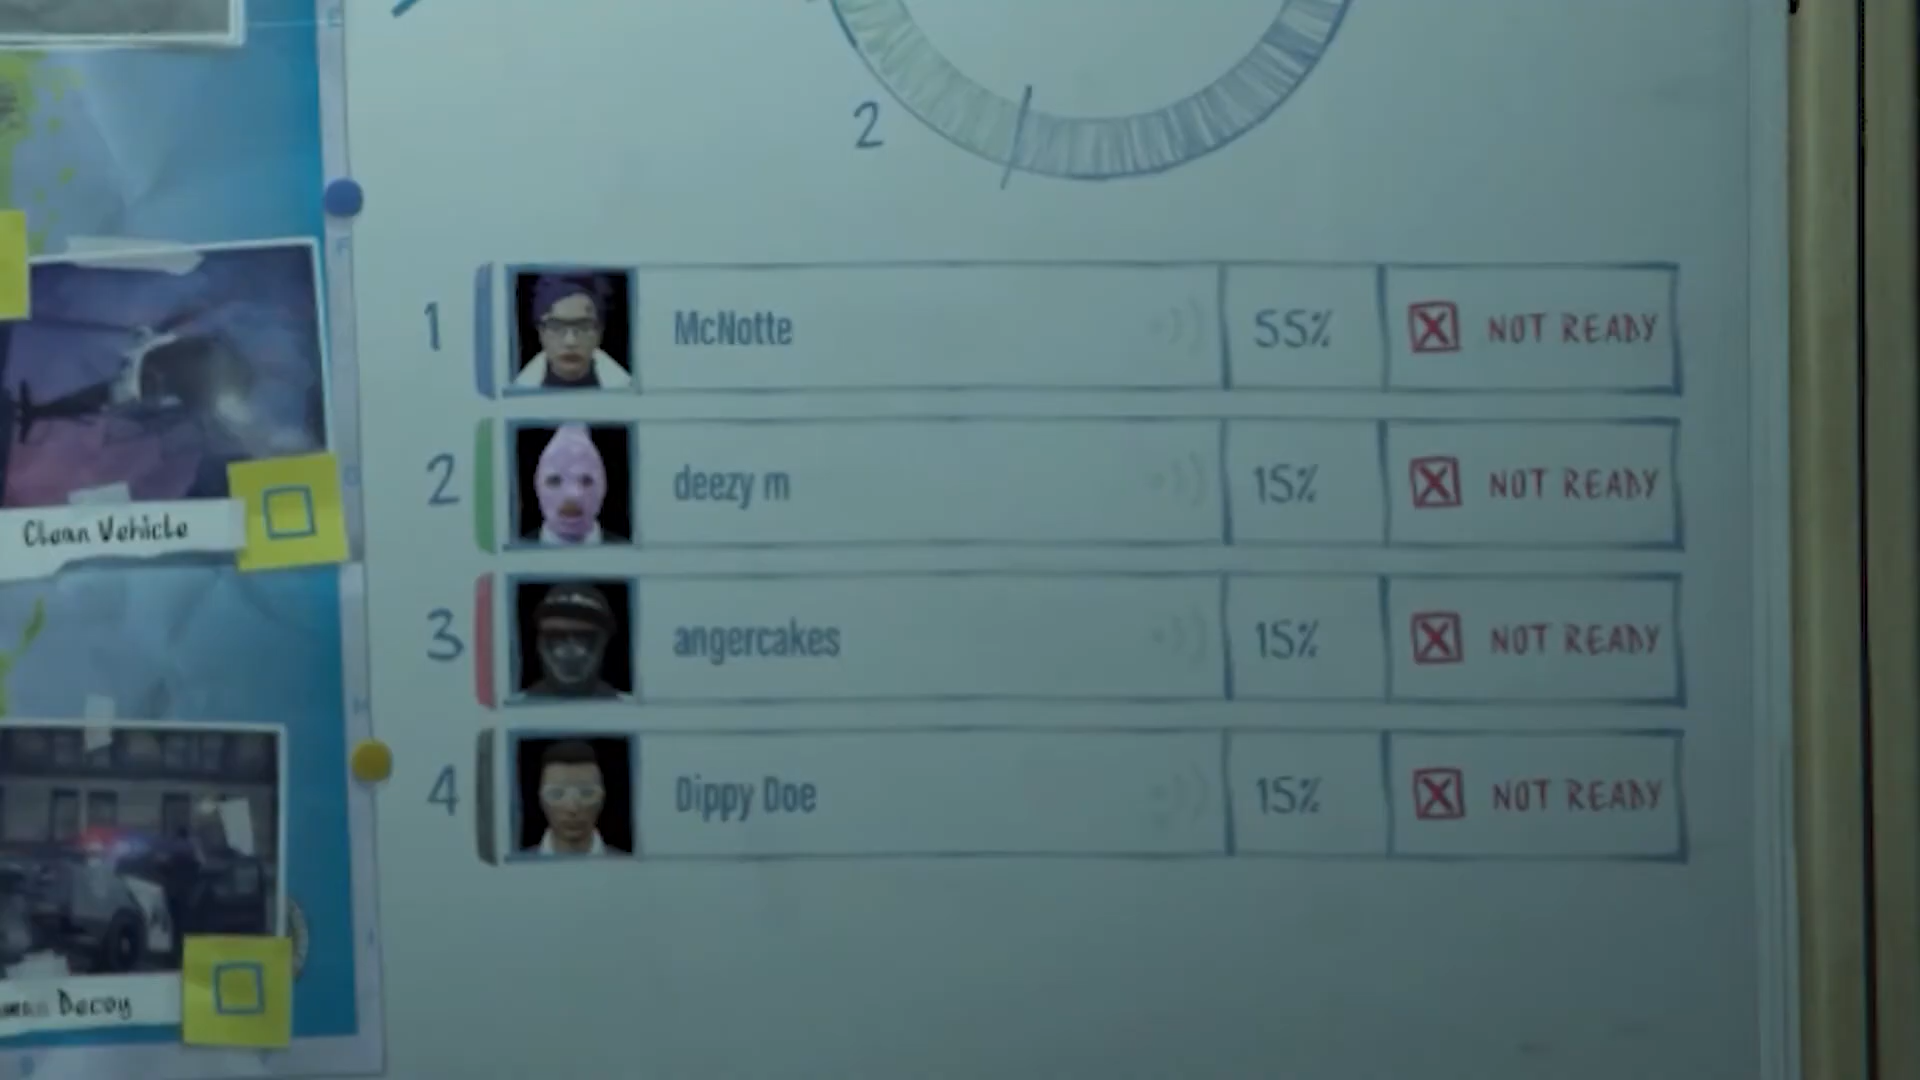 2
1 McNotte 55% NOT READY
2 deezy m 15% NOT READY
3 angercakes 15% NOT READY
4 Dippy Doe 15% NOT READY
Clean Vehicle
Decoy